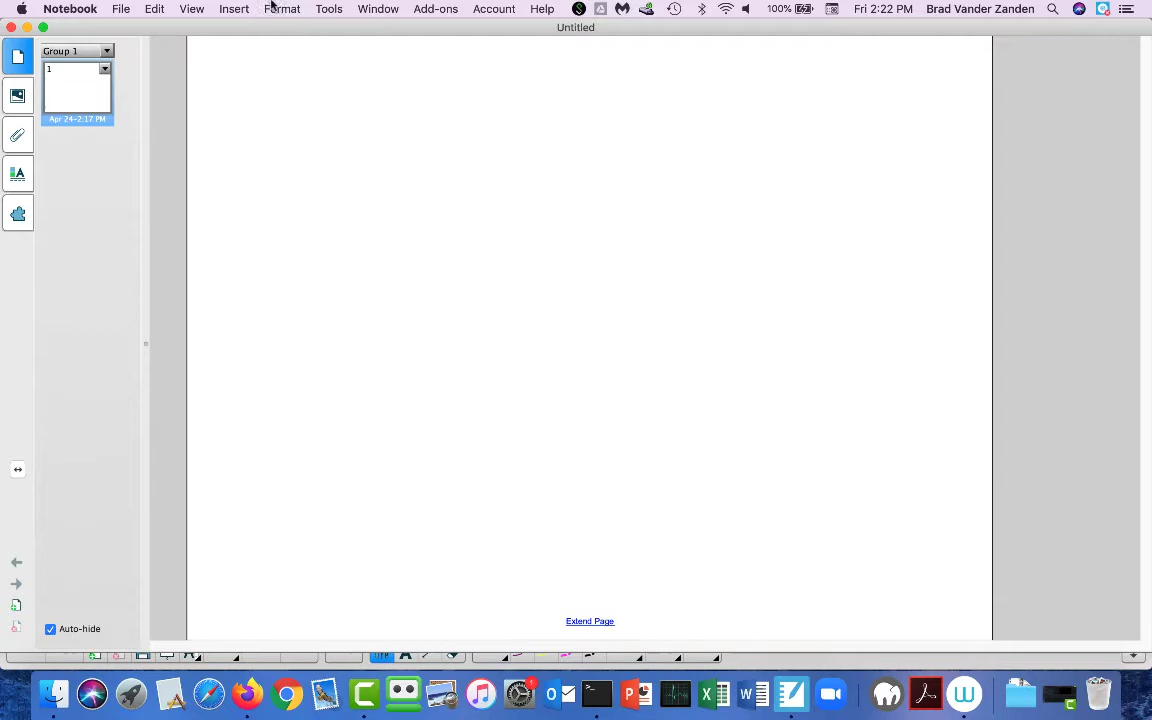 Notebook File Edit View Insert Format Tools Window Add-ons Account Help 100% Fri 2:22 PM Brad Vander Zanden
Untitled
Group 1
1
Apr 24-2:17 PM
Extend Page
Auto-hide